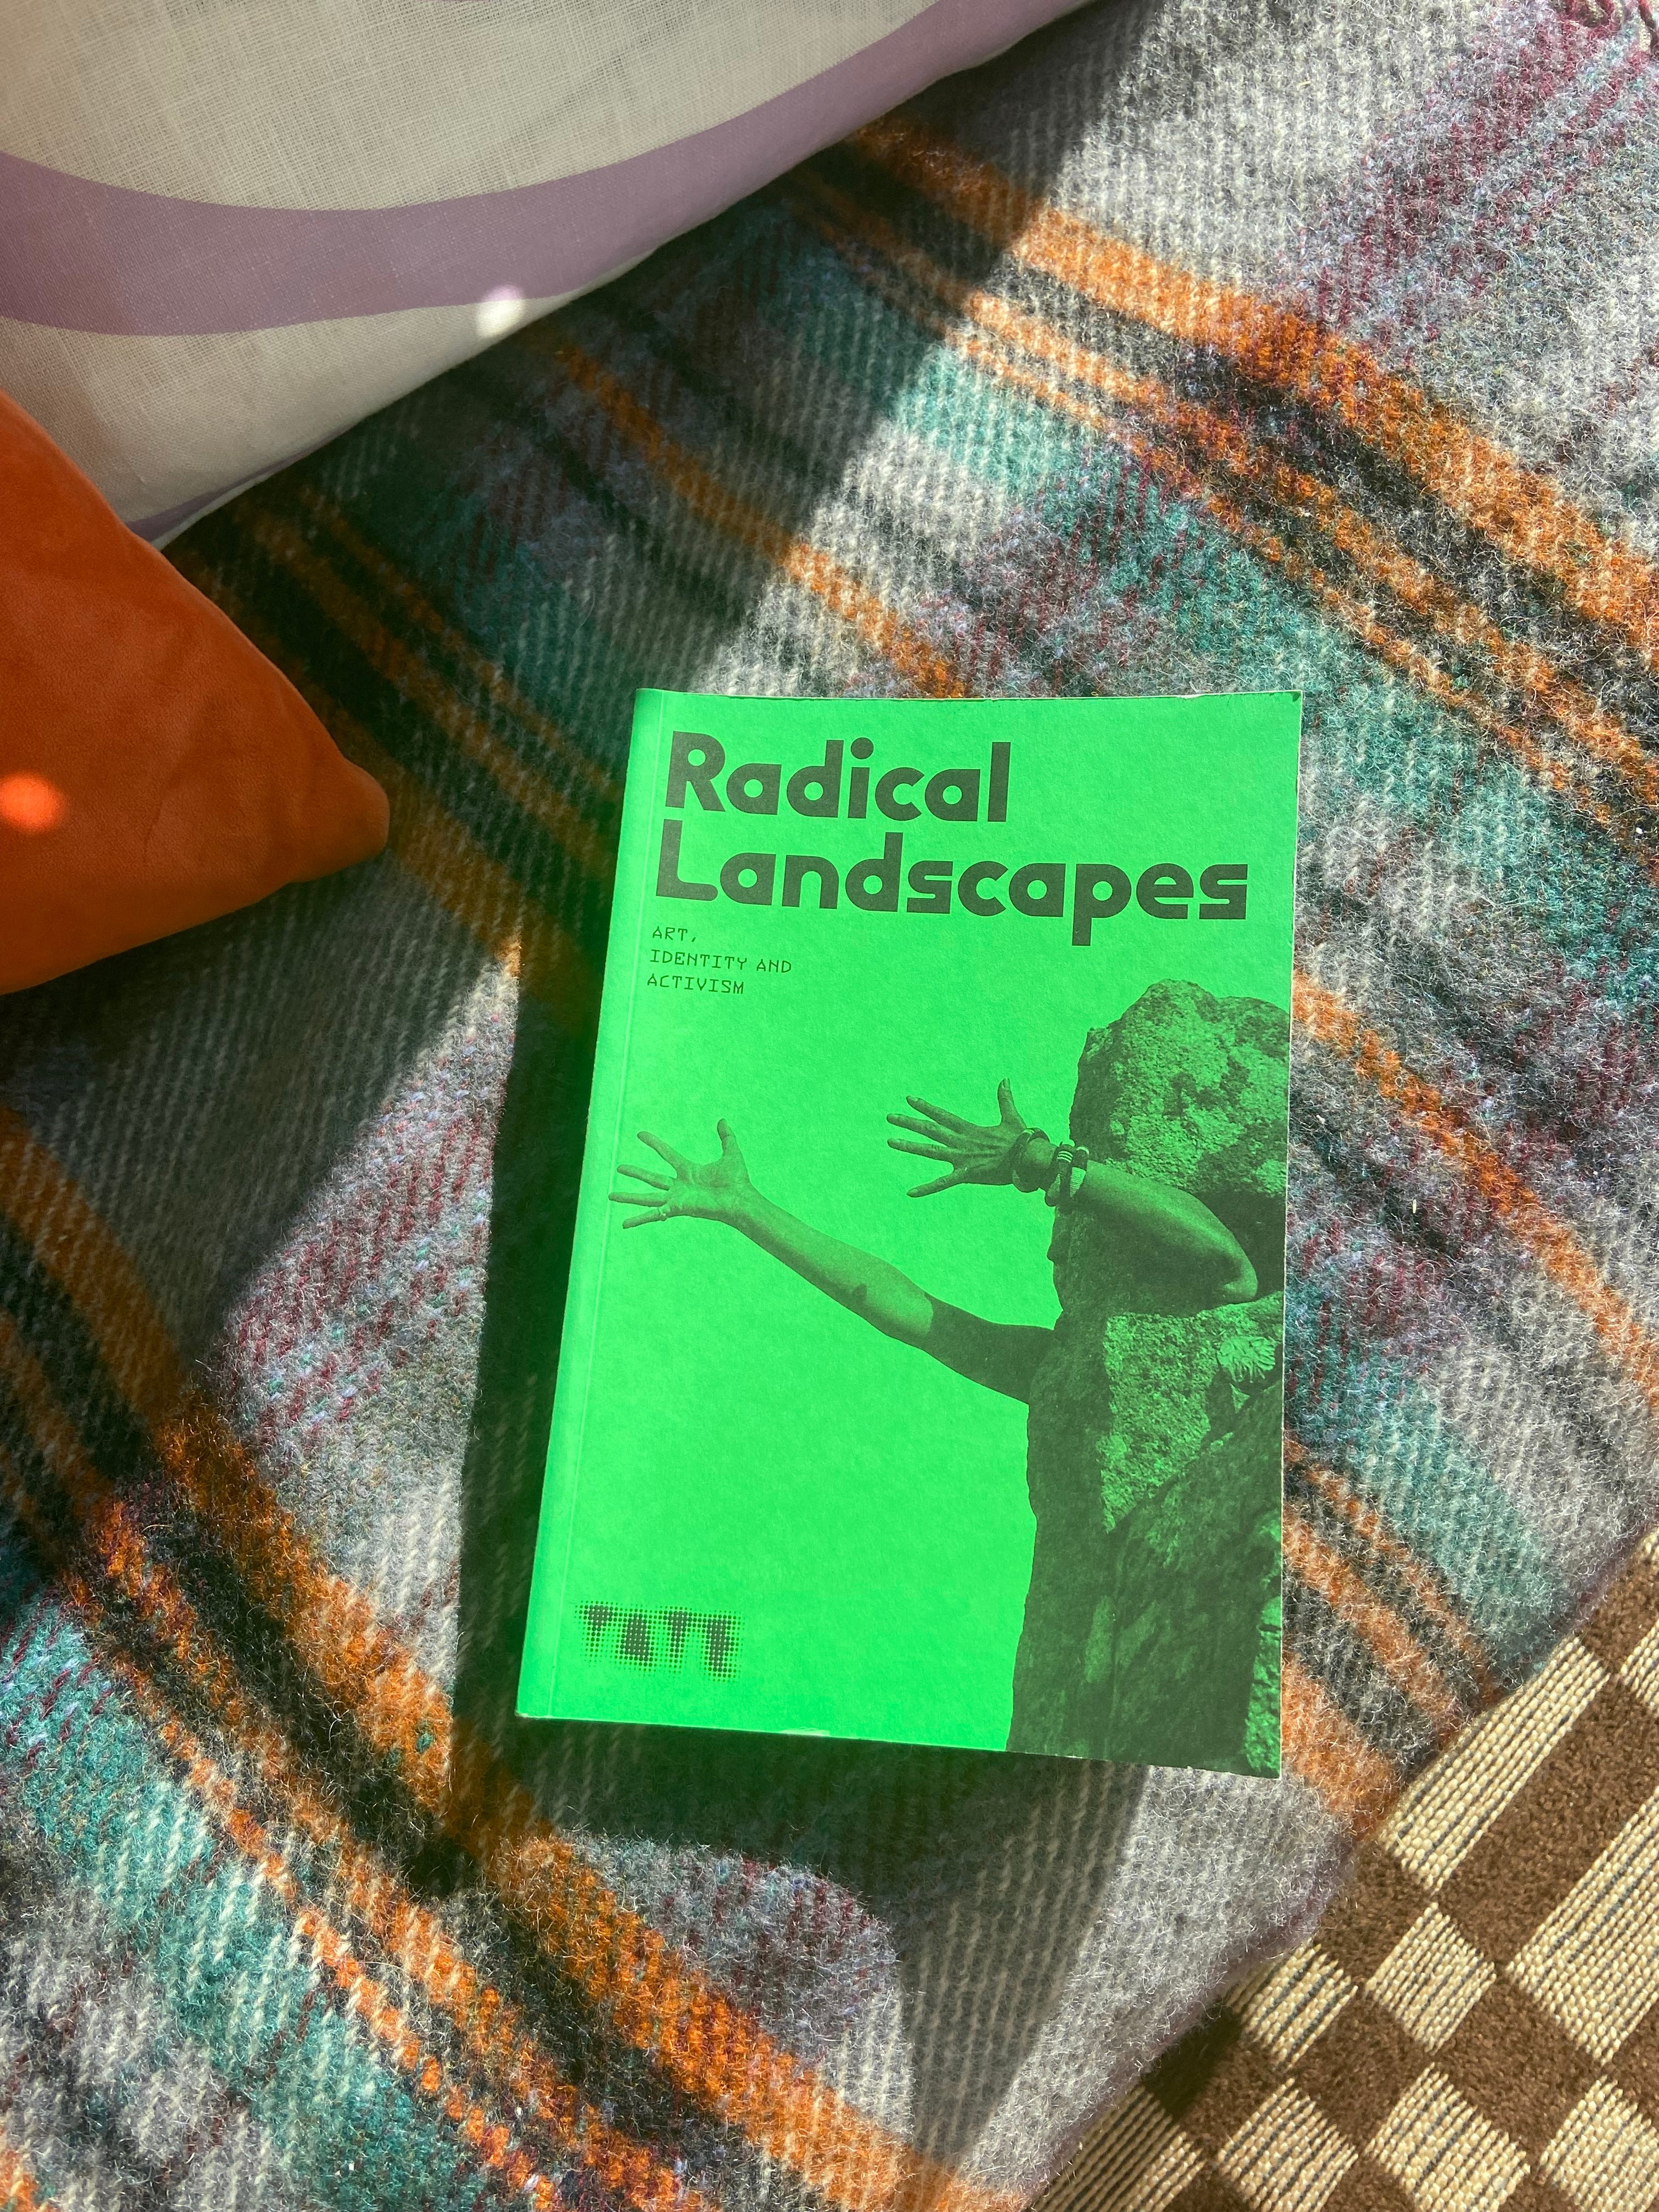 Radical
Landscapes
ART,
IDENTITY AND
ACTIVISM
TATE